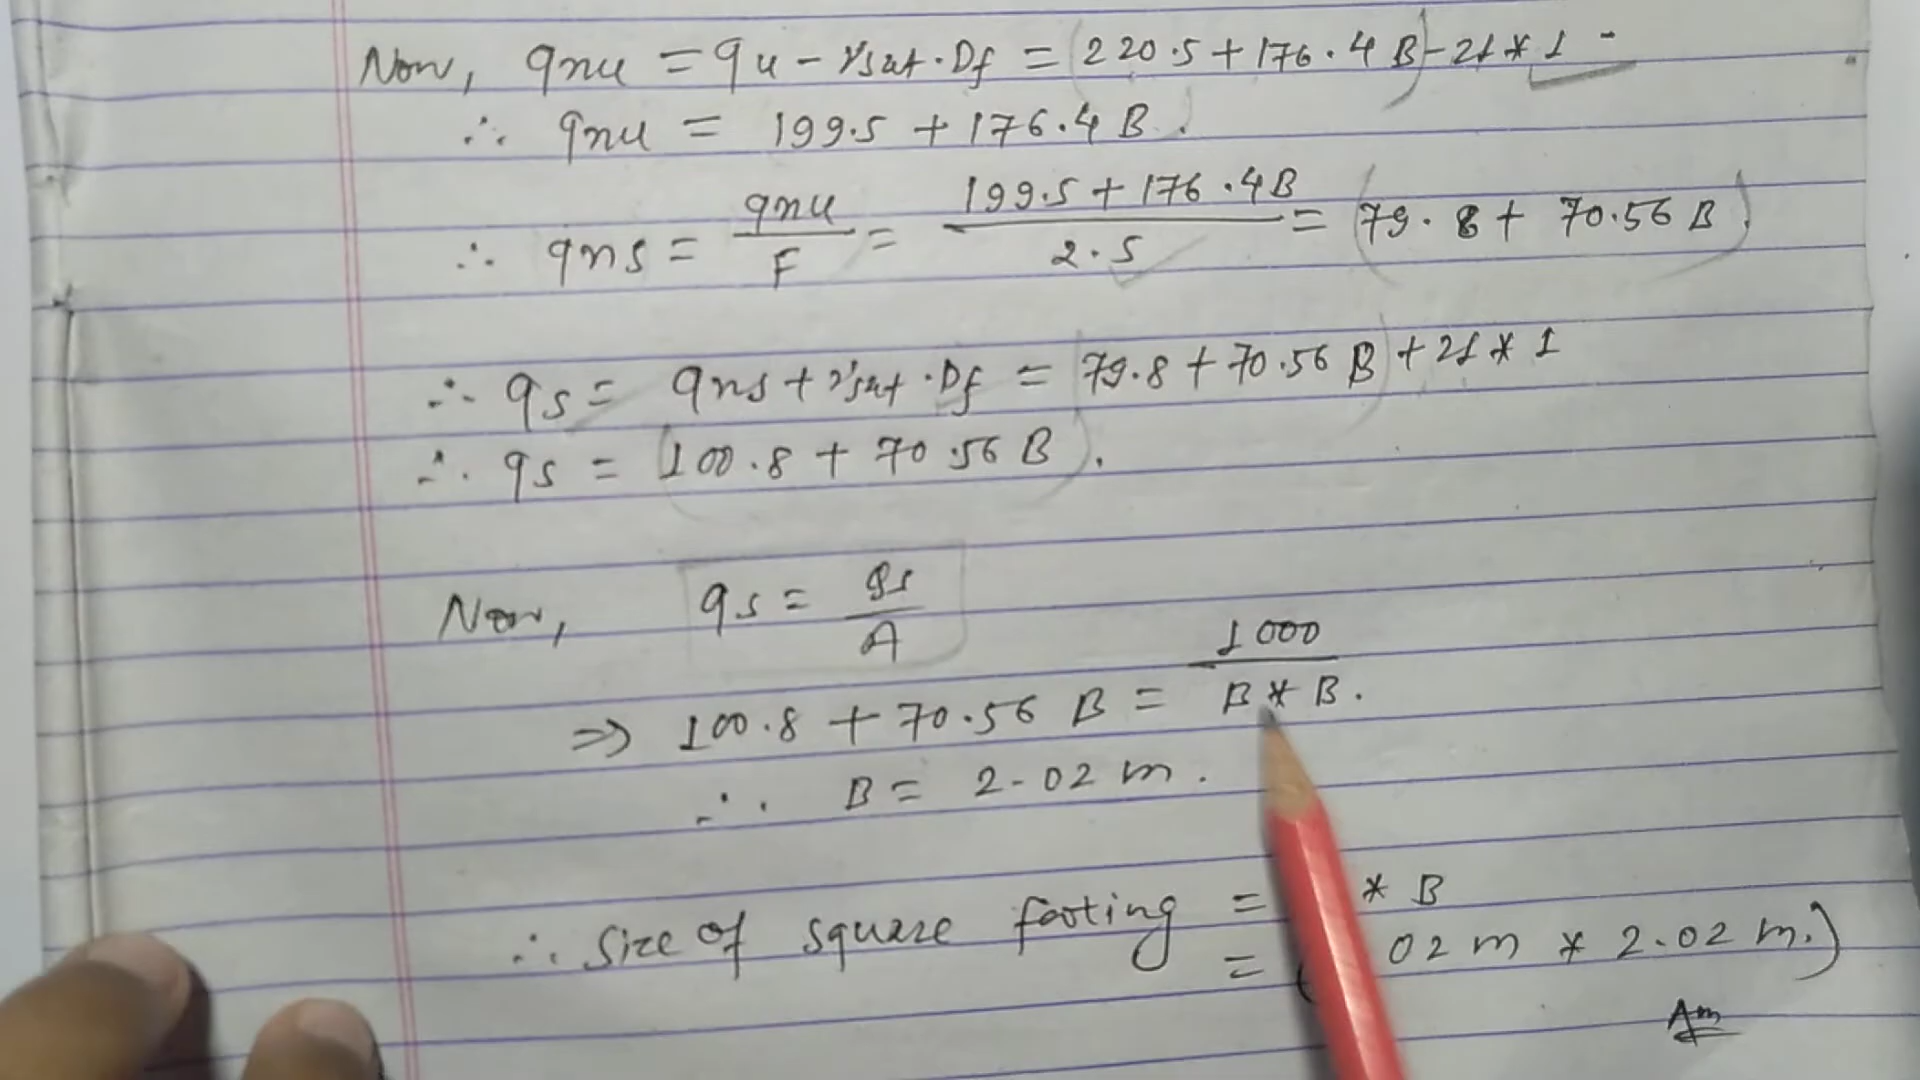 Now, qnu = qu - γsat.Df = (220.5 + 176.4 B) - 21 * 1
∴ qnu = 199.5 + 176.4 B.
∴ qns = qnu / F = 199.5 + 176.4 B / 2.5 = (79.8 + 70.56 B)
∴ qs = qns + γsat.Df = (79.8 + 70.56 B) + 21 * 1
∴ qs = (100.8 + 70.56 B).
Now, qs = Qs / A
⇒ 100.8 + 70.56 B = 1000 / B * B.
∴ B = 2.02 m.
∴ Size of square footing = * B
= ( 02 m * 2.02 m.)
Ans